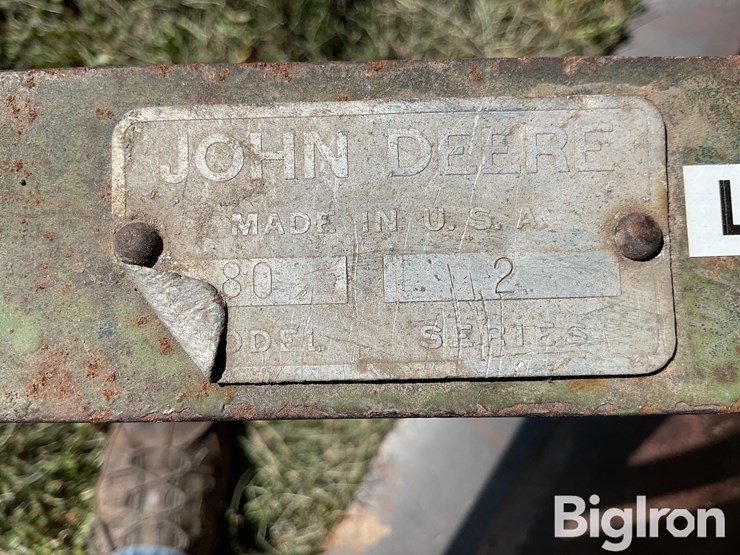 JOHN DEERE
MADE IN U. S. A.
80 2
ODEL SERIES
L
BigIron